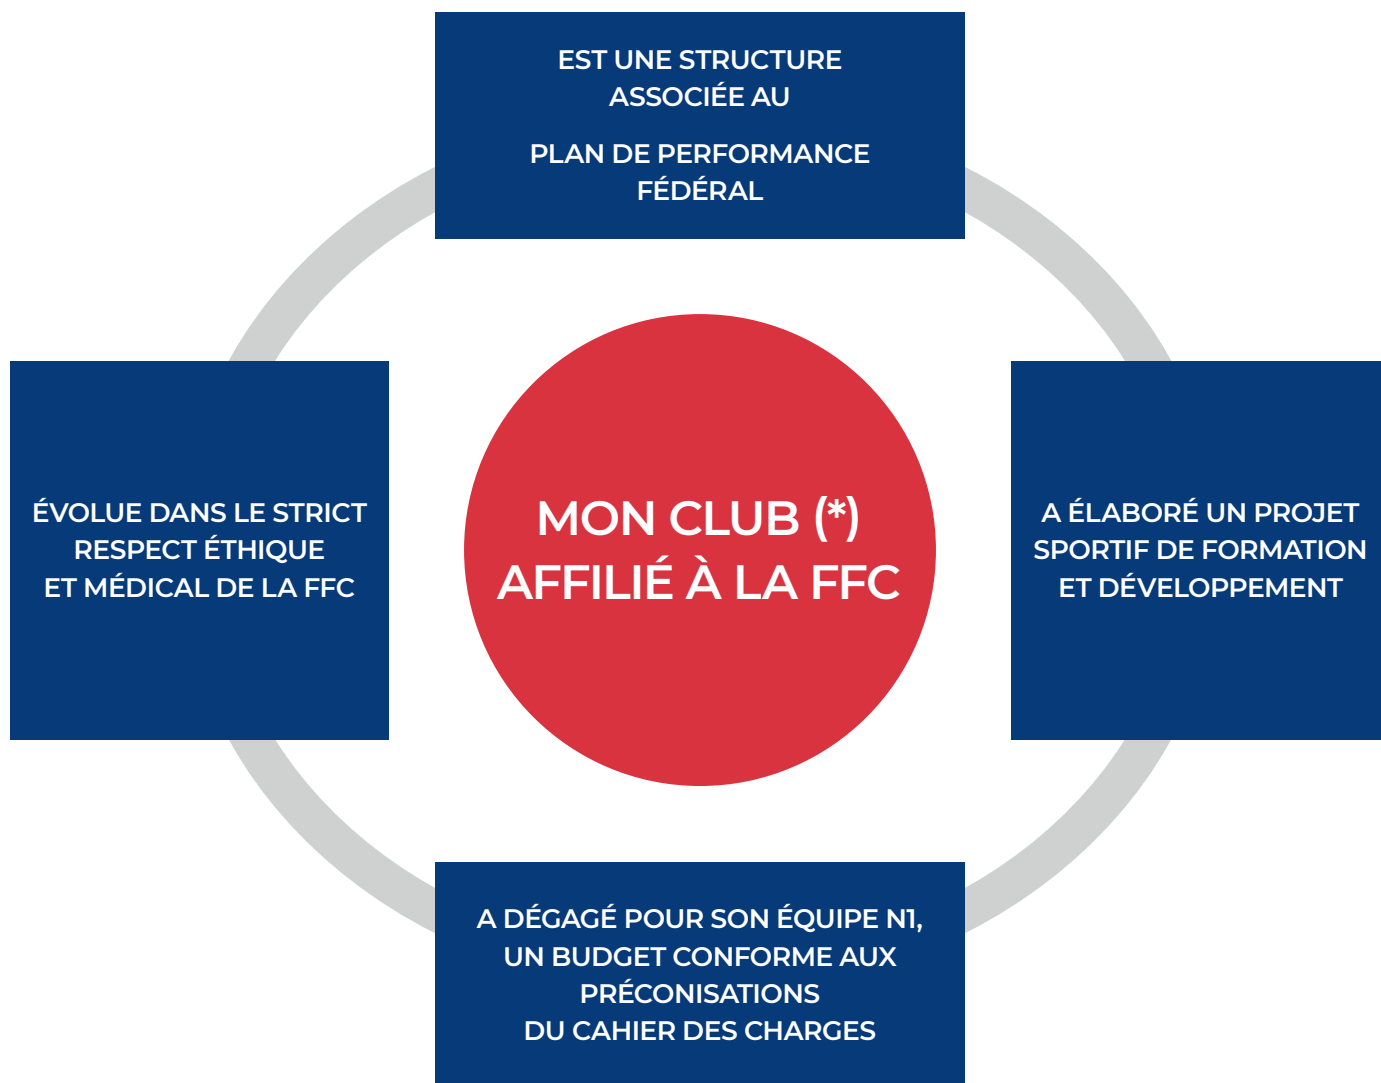 EST UNE STRUCTURE
ASSOCIÉE AU
PLAN DE PERFORMANCE
FÉDÉRAL
ÉVOLUE DANS LE STRICT
RESPECT ÉTHIQUE
ET MÉDICAL DE LA FFC
MON CLUB (*)
AFFILIÉ À LA FFC
A ÉLABORÉ UN PROJET
SPORTIF DE FORMATION
ET DÉVELOPPEMENT
A DÉGAGÉ POUR SON ÉQUIPE N1,
UN BUDGET CONFORME AUX
PRÉCONISATIONS
DU CAHIER DES CHARGES